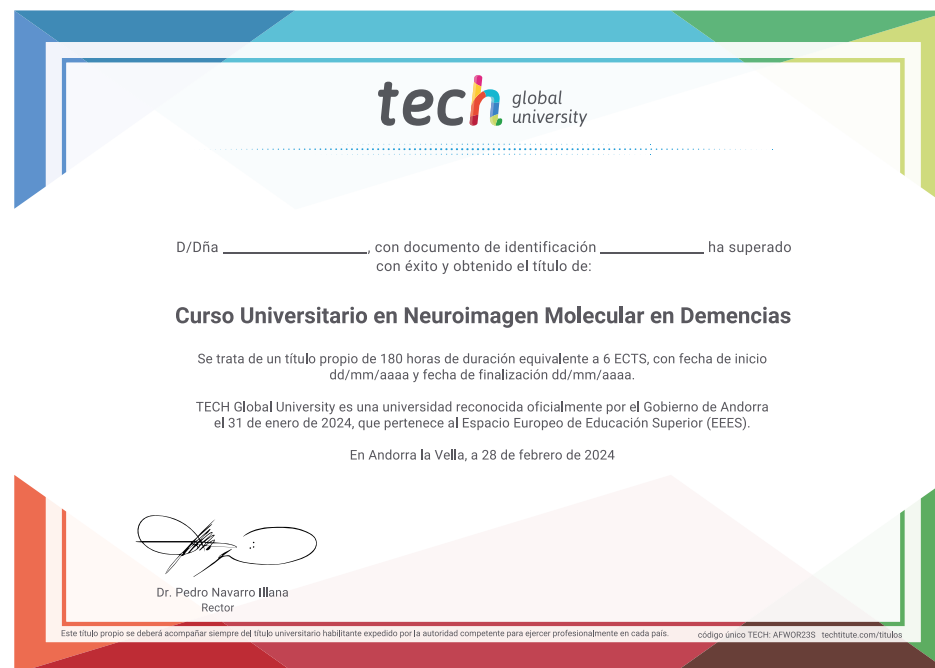 tech global university
D/Dña ____________________, con documento de identificación ______________ ha superado
con éxito y obtenido el título de:
Curso Universitario en Neuroimagen Molecular en Demencias
Se trata de un título propio de 180 horas de duración equivalente a 6 ECTS, con fecha de inicio
dd/mm/aaaa y fecha de finalización dd/mm/aaaa.
TECH Global University es una universidad reconocida oficialmente por el Gobierno de Andorra
el 31 de enero de 2024, que pertenece al Espacio Europeo de Educación Superior (EEES).
En Andorra la Vella, a 28 de febrero de 2024
Dr. Pedro Navarro Illana
Rector
Este título propio se deberá acompañar siempre del título universitario habilitante expedido por la autoridad competente para ejercer profesionalmente en cada país.
código único TECH: AFWOR23S techtitute.com/titulos